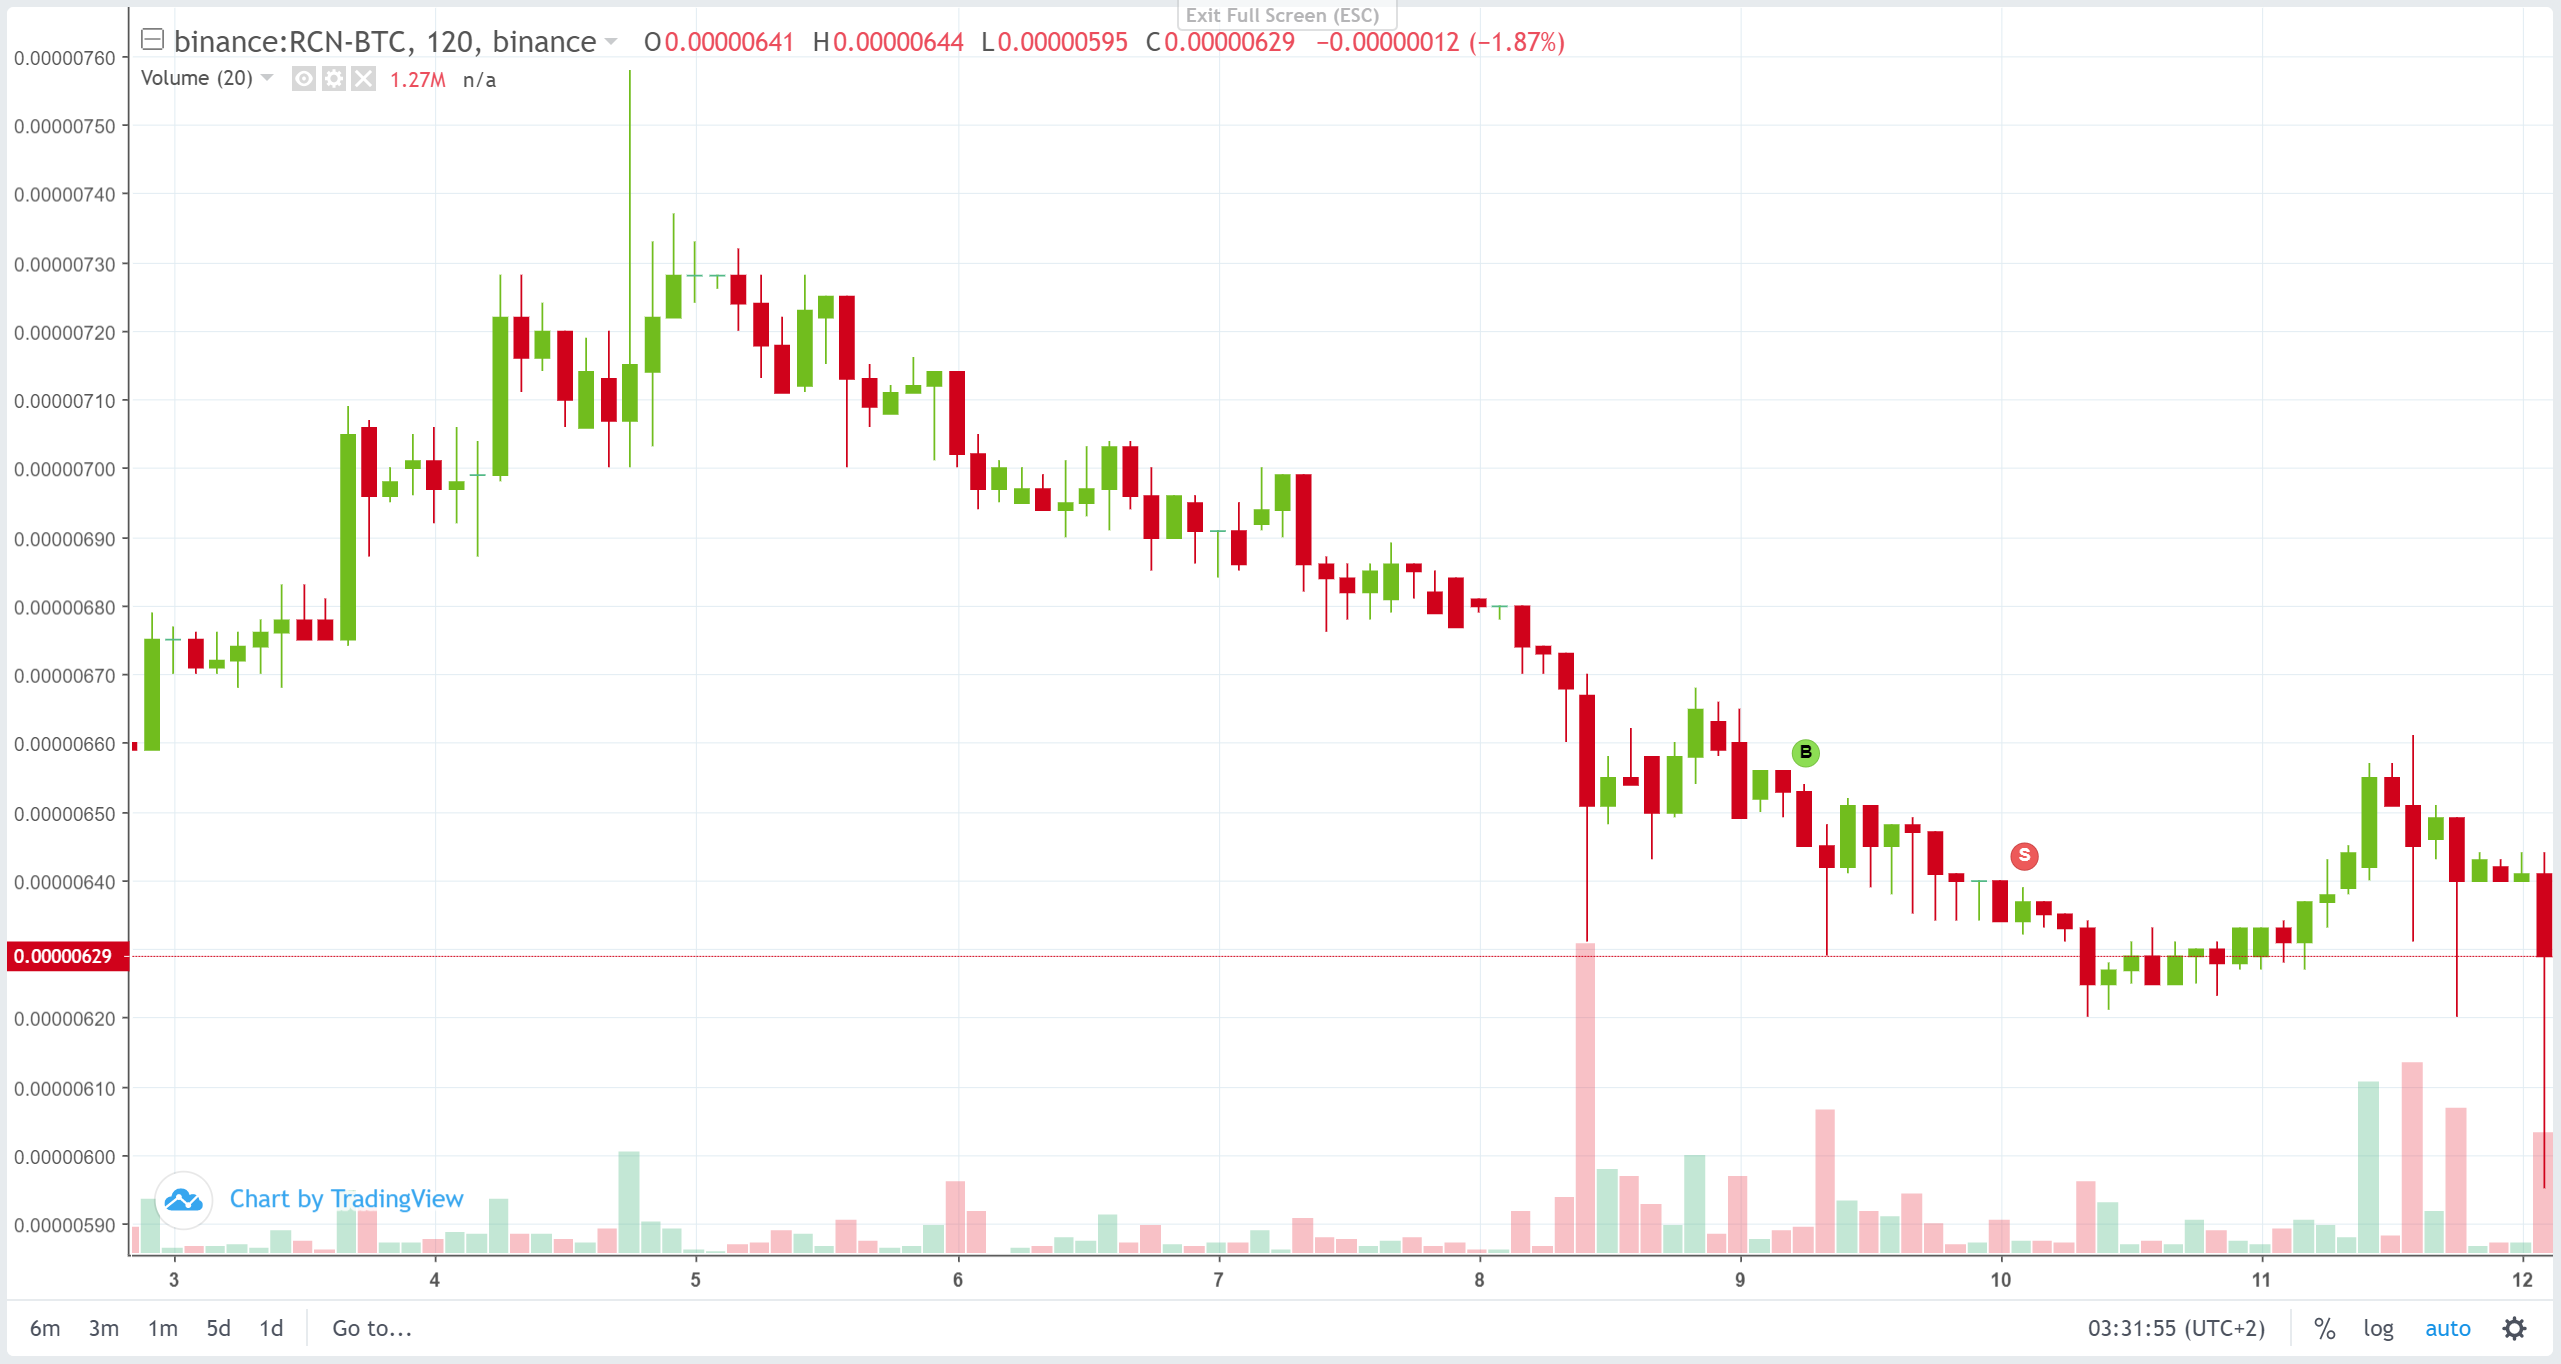 Exit Full Screen (ESC)
binance:RCN-BTC, 120, binance O0.00000641 H0.00000644 L0.00000595 C0.00000629 −0.00000012 (−1.87%)
Volume (20) 1.27M n/a
0.00000760
0.00000750
0.00000740
0.00000730
0.00000720
0.00000710
0.00000700
0.00000690
0.00000680
0.00000670
0.00000660
B
0.00000650
S
0.00000640
0.00000629
0.00000620
0.00000610
0.00000600
Chart by TradingView
0.00000590
3 4 5 6 7 8 9 10 11 12
6m 3m 1m 5d 1d Go to... 03:31:55 (UTC+2) % log auto